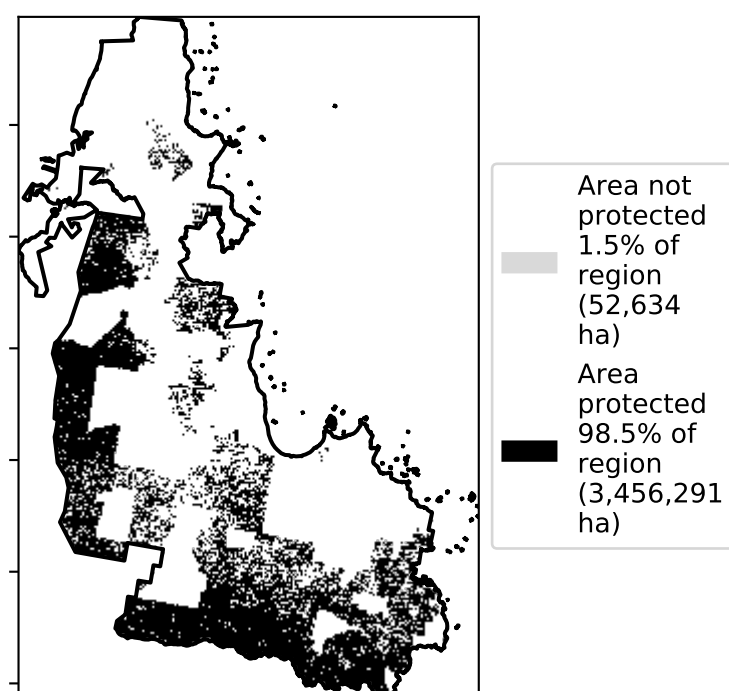 Area not
protected
1.5% of
region
(52,634
ha)
Area
protected
98.5% of
region
(3,456,291
ha)